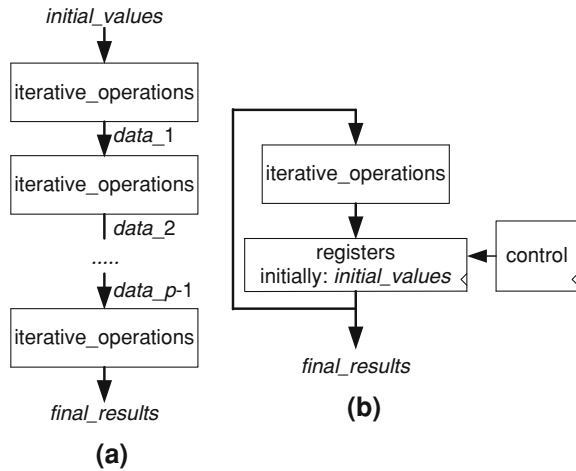 initial_values
iterative_operations
data_1
iterative_operations
data_2
.....
data_p-1
iterative_operations
final_results
(a)
iterative_operations
registers
initially: initial_values
control
final_results
(b)